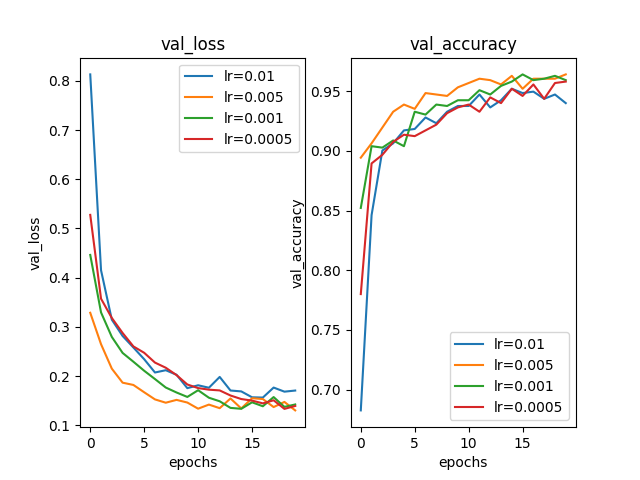 val_loss
lr=0.01
lr=0.005
lr=0.001
lr=0.0005
0.8
0.7
0.6
0.5
0.4
0.3
0.2
0.1
val_loss
0
5
10
15
epochs
val_accuracy
0.95
0.90
0.85
0.80
0.75
0.70
val_accuracy
lr=0.01
lr=0.005
lr=0.001
lr=0.0005
0
5
10
15
epochs